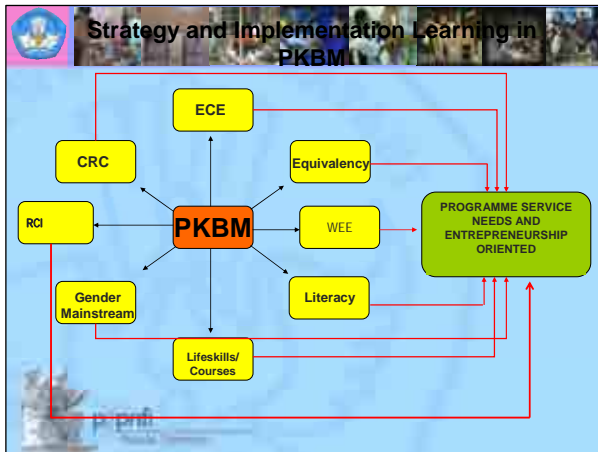 Strategy and Implementation Learning in
PKBM
ECE
CRC
Equivalency
PROGRAMME SERVICE
NEEDS AND
ENTREPRENEURSHIP
ORIENTED
RCI
PKBM
WEE
Gender
Mainstream
Literacy
Lifeskills/
Courses